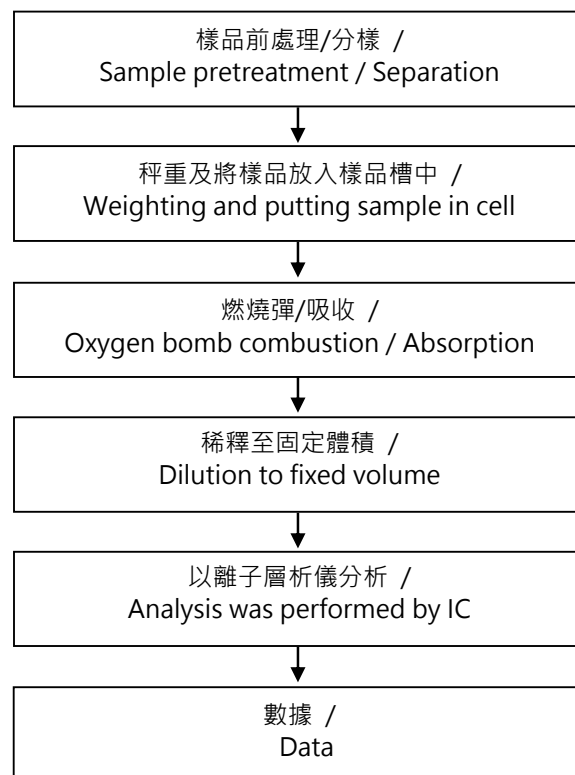 樣品前處理/分樣 /
Sample pretreatment / Separation
秤重及將樣品放入樣品槽中 /
Weighting and putting sample in cell
燃燒彈/吸收 /
Oxygen bomb combustion / Absorption
稀釋至固定體積 /
Dilution to fixed volume
以離子層析儀分析 /
Analysis was performed by IC
數據 /
Data